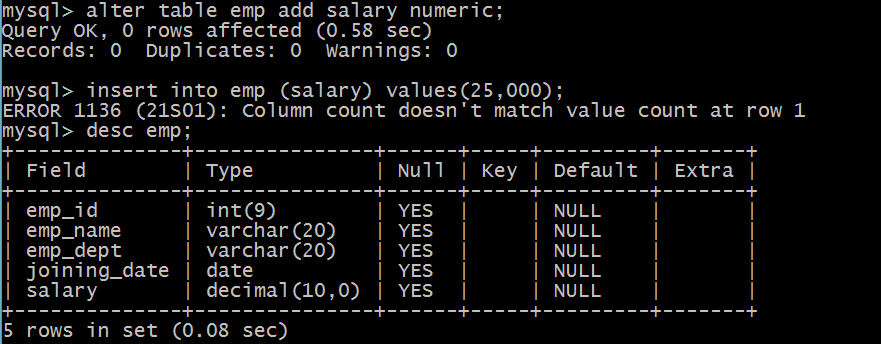 mysql> alter table emp add salary numeric;
Query OK, 0 rows affected (0.58 sec)
Records: 0  Duplicates: 0  Warnings: 0
mysql> insert into emp (salary) values(25,000);
ERROR 1136 (21S01): Column count doesn't match value count at row 1
mysql> desc emp;
+--------------+---------------+------+-----+---------+-------+
| Field        | Type          | Null | Key | Default | Extra |
+--------------+---------------+------+-----+---------+-------+
| emp_id       | int(9)        | YES  |     | NULL    |       |
| emp_name     | varchar(20)   | YES  |     | NULL    |       |
| emp_dept     | varchar(20)   | YES  |     | NULL    |       |
| joining_date | date          | YES  |     | NULL    |       |
| salary       | decimal(10,0) | YES  |     | NULL    |       |
+--------------+---------------+------+-----+---------+-------+
5 rows in set (0.08 sec)